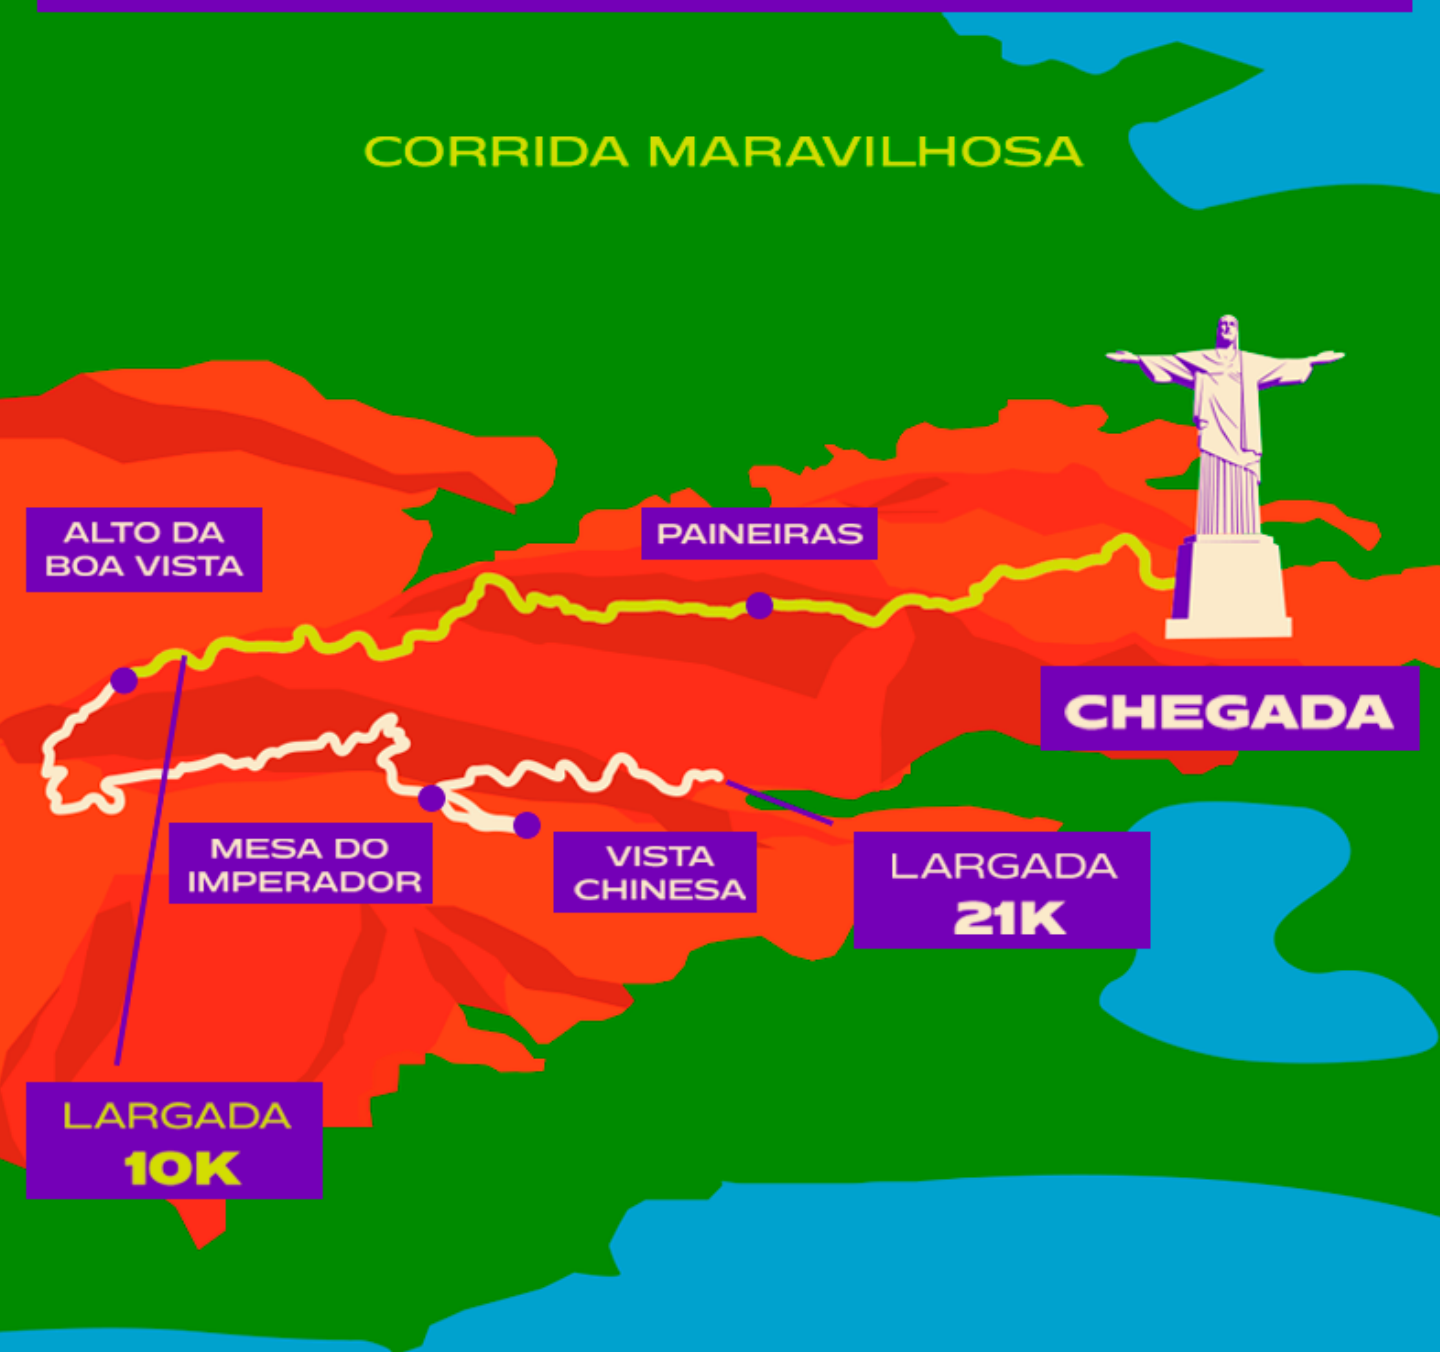 CORRIDA MARAVILHOSA
ALTO DA
BOA VISTA
PAINEIRAS
CHEGADA
MESA DO
IMPERADOR
VISTA
CHINESA
LARGADA
21K
LARGADA
10K